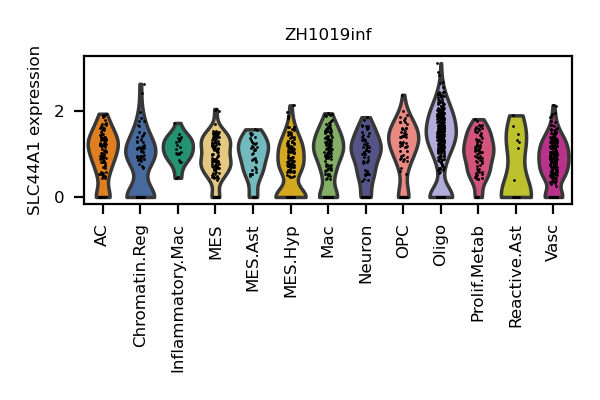 ZH1019inf
SLC44A1 expression
2
0
AC
Chromatin.Reg
Inflammatory.Mac
MES
MES.Ast
MES.Hyp
Mac
Neuron
OPC
Oligo
Prolif.Metab
Reactive.Ast
Vasc